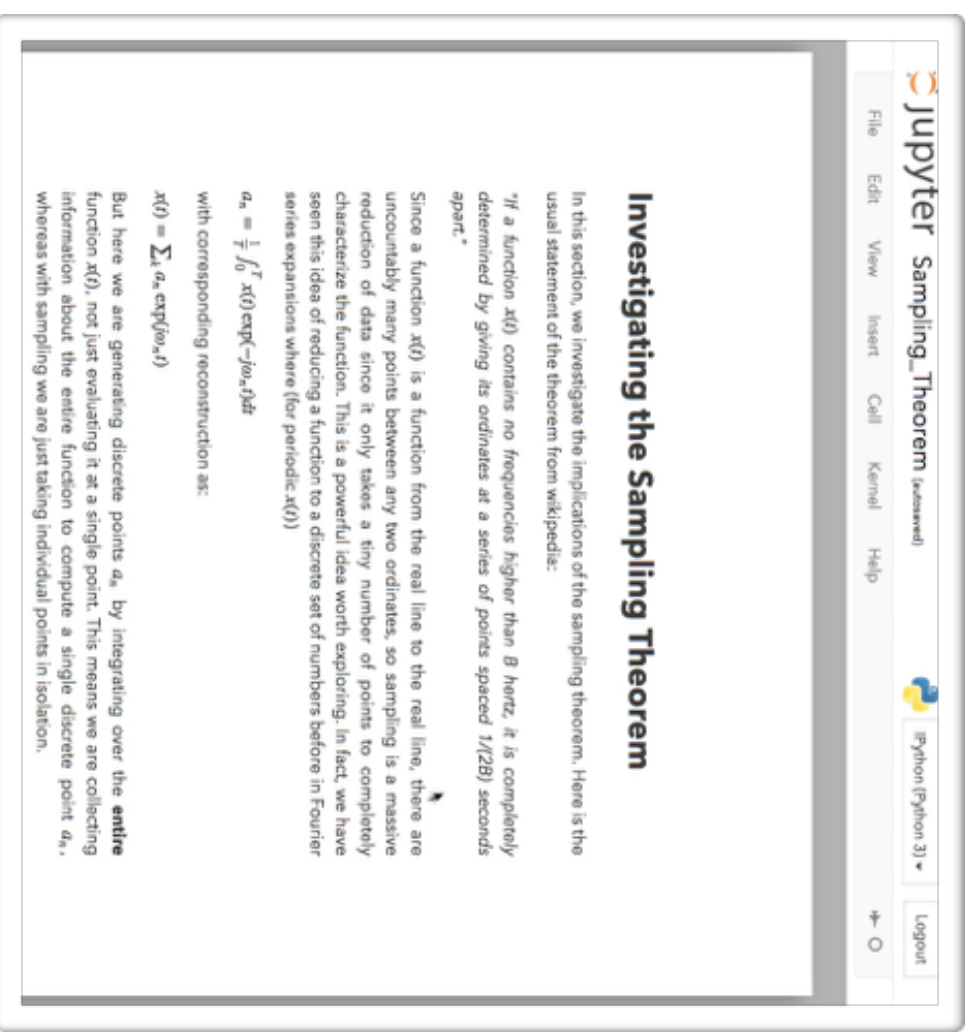 jupyter Sampling_Theorem (autosaved)
IPython (Python 3) Logout
File Edit View Insert Cell Kernel Help
Investigating the Sampling Theorem
In this section, we investigate the implications of the sampling theorem. Here is the
usual statement of the theorem from wikipedia:
"If a function x(t) contains no frequencies higher than B hertz, it is completely
determined by giving its ordinates at a series of points spaced 1/(2B) seconds
apart."
Since a function x(t) is a function from the real line to the real line, there are
uncountably many points between any two ordinates, so sampling is a massive
reduction of data since it only takes a tiny number of points to completely
characterize the function. This is a powerful idea worth exploring. In fact, we have
seen this idea of reducing a function to a discrete set of numbers before in Fourier
series expansions where (for periodic x(t))
aₙ = 1/T ∫₀ᵀ x(t) exp(−jωₙt)dt
with corresponding reconstruction as:
x(t) = ∑ₖ aₙ exp(jωₙt)
But here we are generating discrete points aₙ by integrating over the entire
function x(t), not just evaluating it at a single point. This means we are collecting
information about the entire function to compute a single discrete point aₙ,
whereas with sampling we are just taking individual points in isolation.